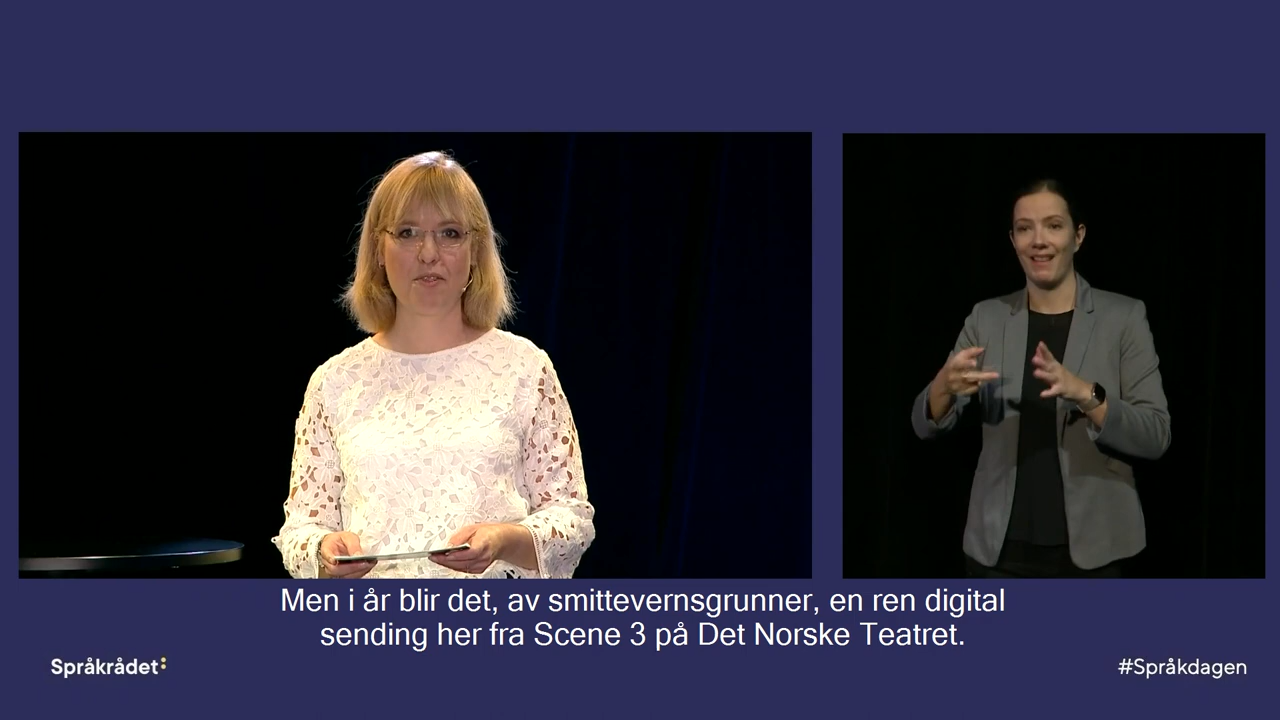 Men i år blir det, av smittevernsgrunner, en ren digital
sending her fra Scene 3 på Det Norske Teatret.
Språkrådet:
#Språkdagen